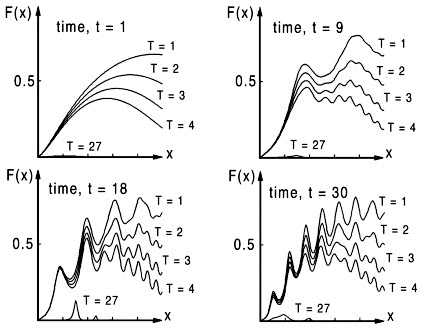 F(x)
time, t = 1
T = 1
T = 2
0.5
T = 3
T = 4
T = 27
X
F(x)
time, t = 9
T = 1
T = 2
0.5
T = 3
T = 4
T = 27
X
F(x)
time, t = 18
T = 1
T = 2
0.5
T = 3
T = 4
T = 27
X
F(x)
time, t = 30
T = 1
T = 2
0.5
T = 3
T = 4
T = 27
X